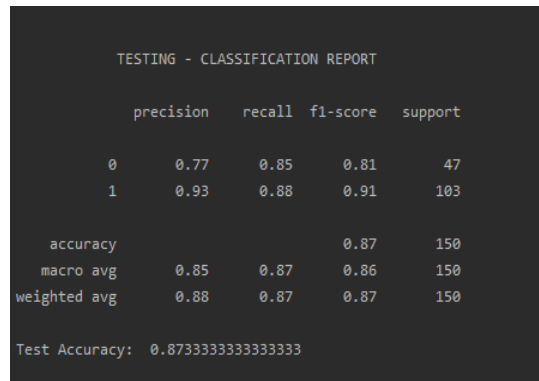 TESTING - CLASSIFICATION REPORT
precision recall f1-score support
0 0.77 0.85 0.81 47
1 0.93 0.88 0.91 103
accuracy 0.87 150
macro avg 0.85 0.87 0.86 150
weighted avg 0.88 0.87 0.87 150
Test Accuracy: 0.8733333333333333